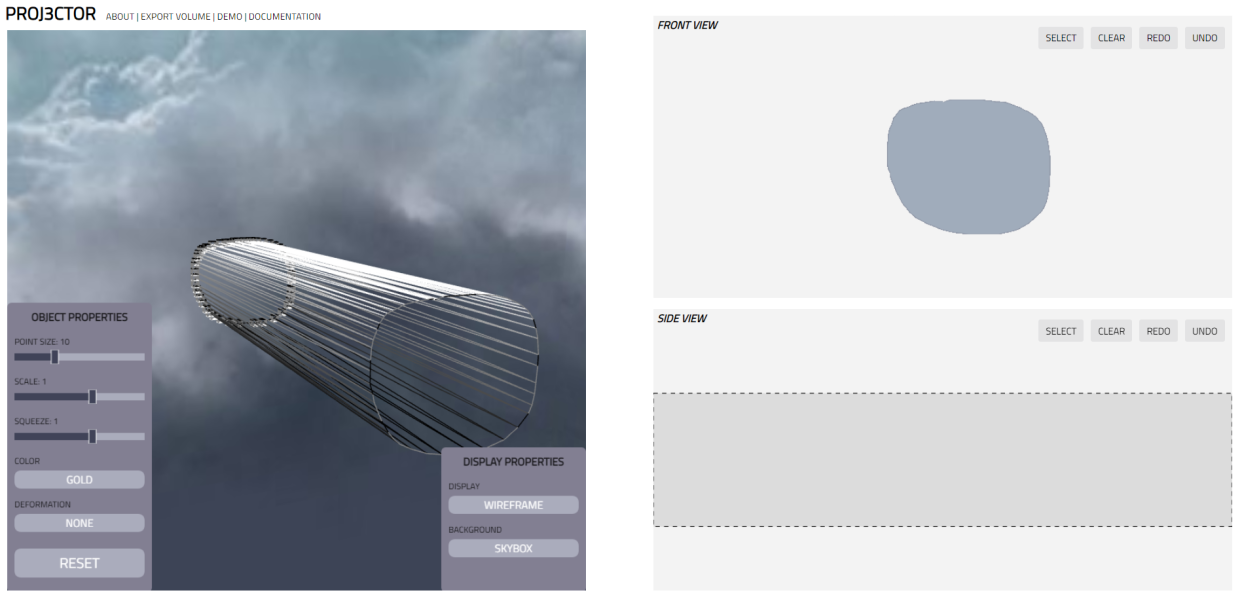 PROJ3CTOR ABOUT | EXPORT VOLUME | DEMO | DOCUMENTATION
OBJECT PROPERTIES
POINT SIZE: 10
SCALE: 1
SQUEEZE: 1
COLOR
GOLD
DEFORMATION
NONE
RESET
DISPLAY PROPERTIES
DISPLAY
WIREFRAME
BACKGROUND
SKYBOX
FRONT VIEW
SELECT CLEAR REDO UNDO
SIDE VIEW
SELECT CLEAR REDO UNDO